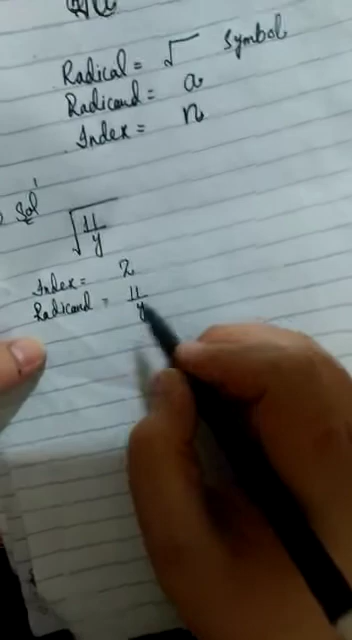 Radical = √ Symbol
Radicand = a
Index = n
Sol
√11/y
Index = 2
Radicand = 11/y